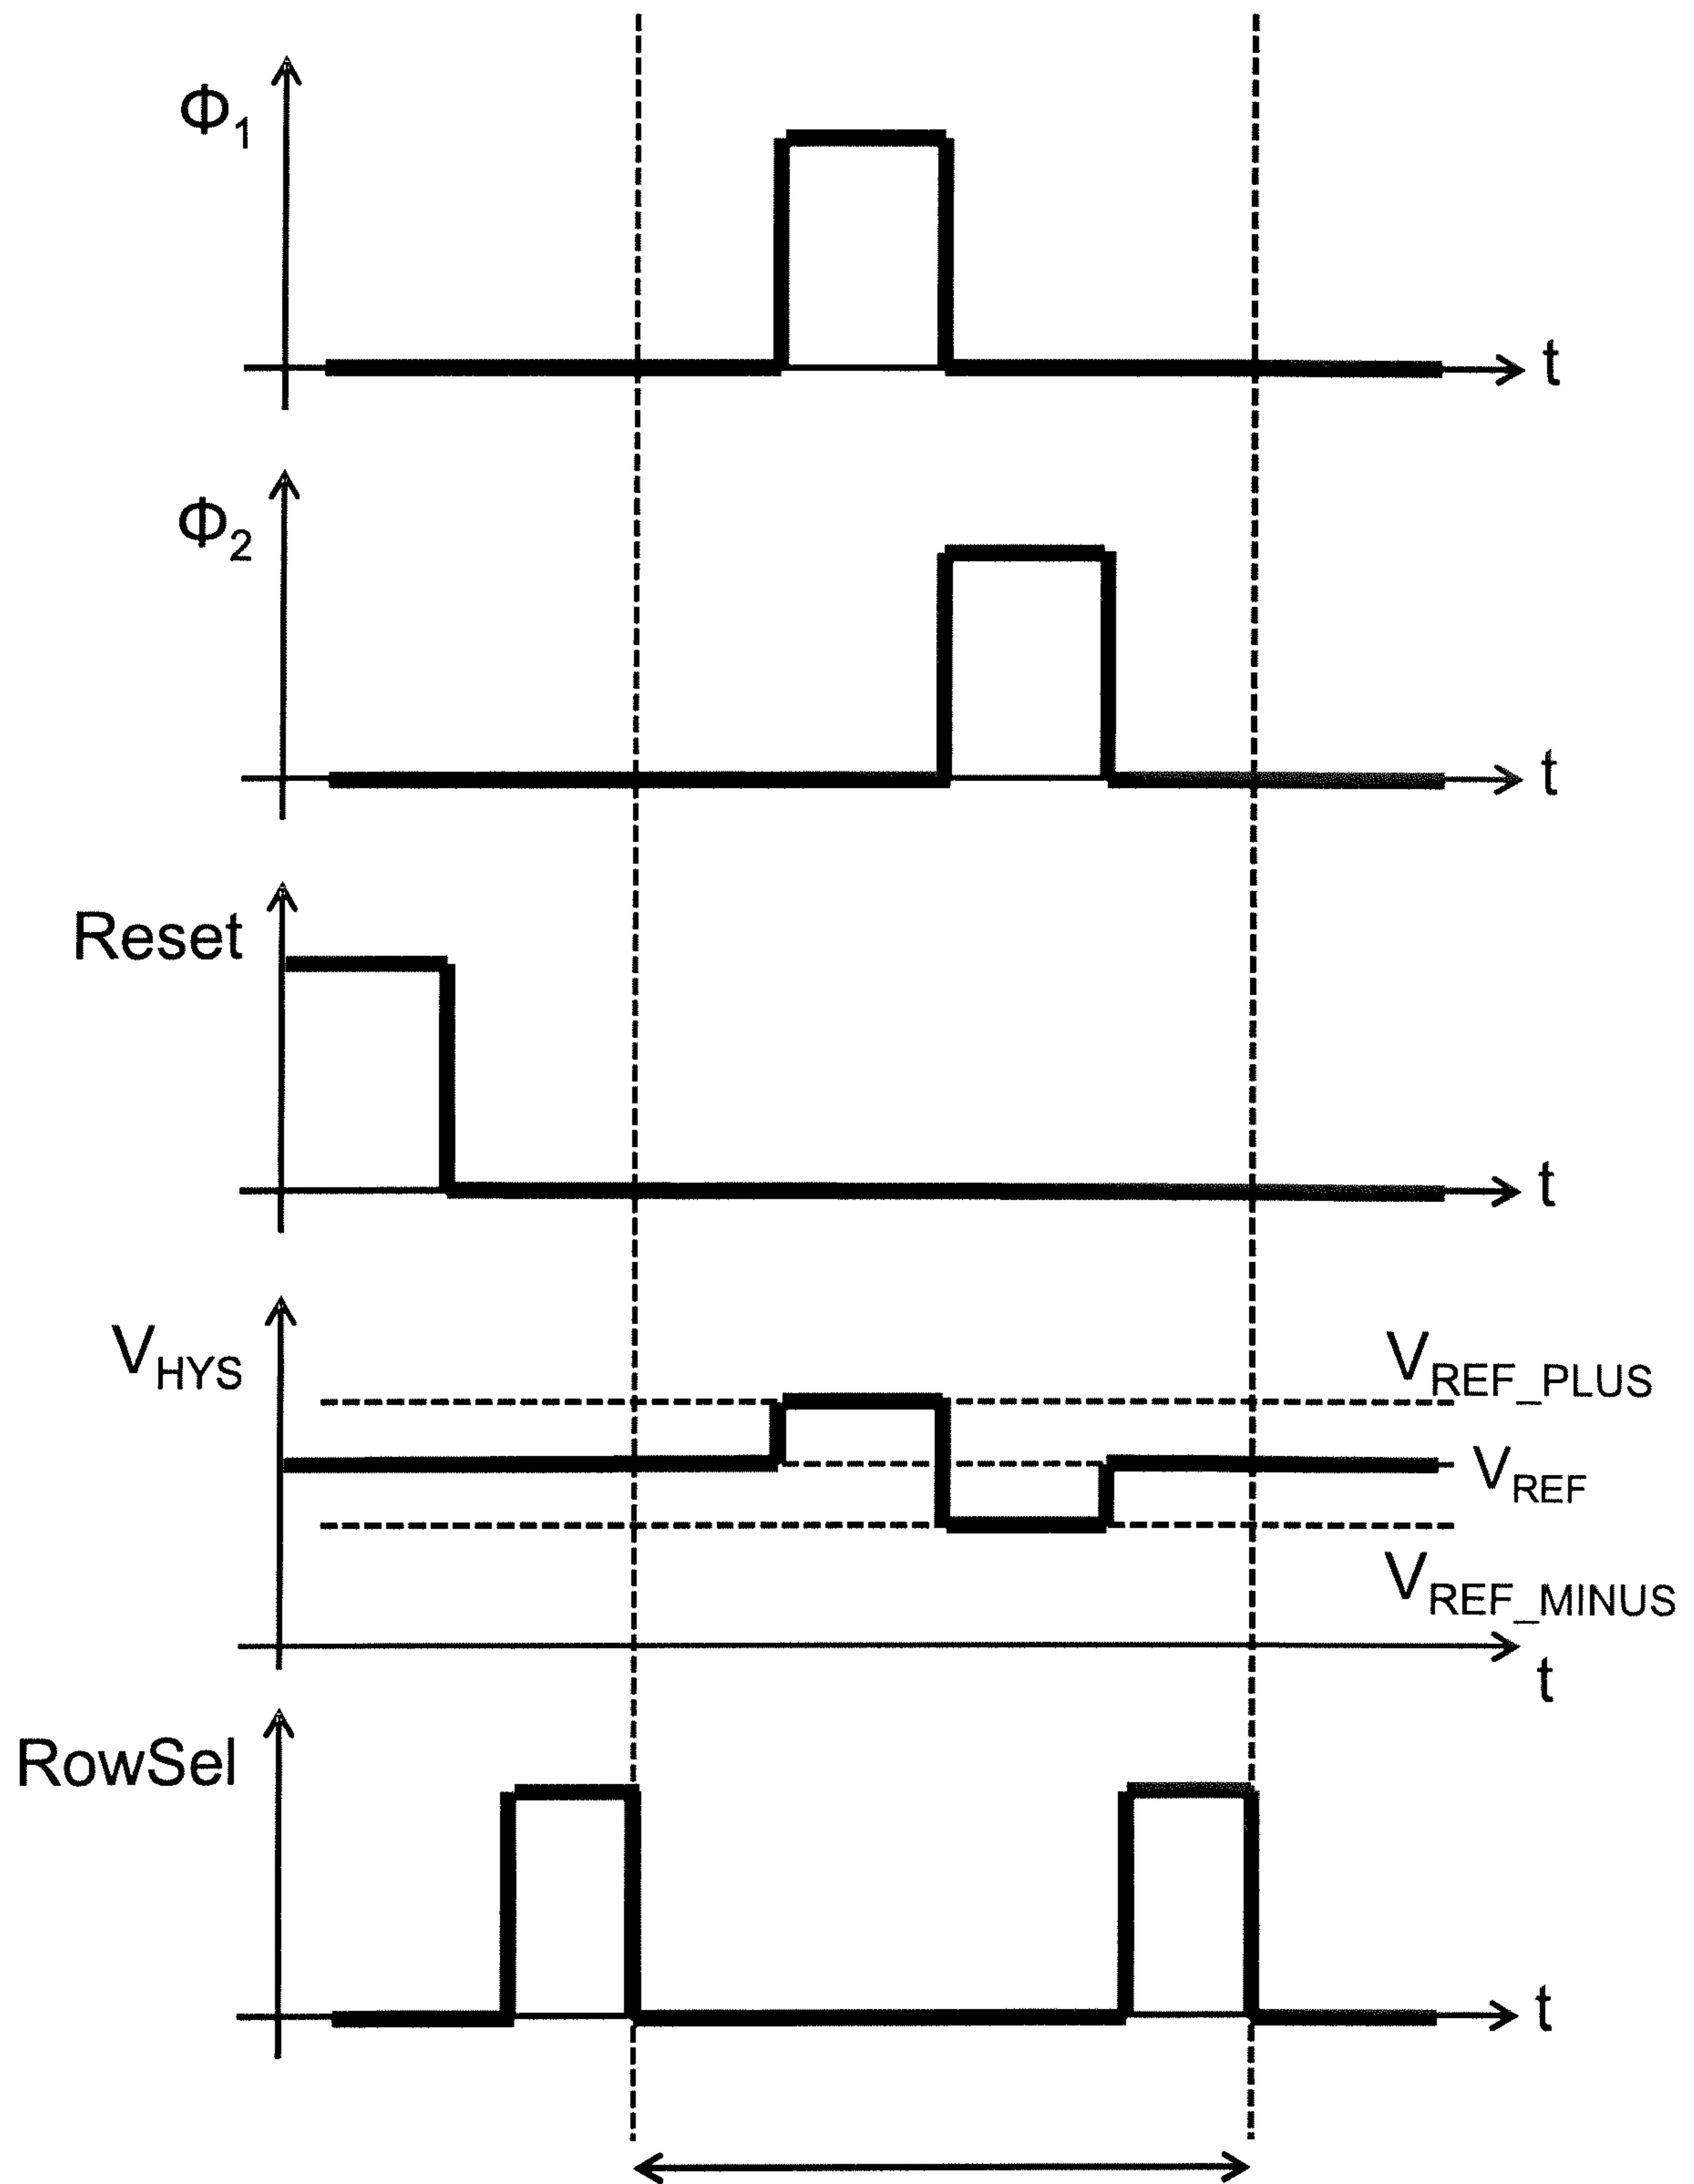 Φ1
t
Φ2
t
Reset
t
VHYS
VREF_PLUS
VREF
VREF_MINUS
t
RowSel
t